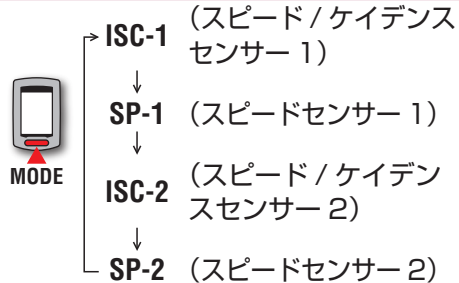 ISC-1 （スピード / ケイデンス
センサー 1）
SP-1 （スピードセンサー 1）
MODE
ISC-2 （スピード / ケイデン
スセンサー 2）
SP-2 （スピードセンサー 2）